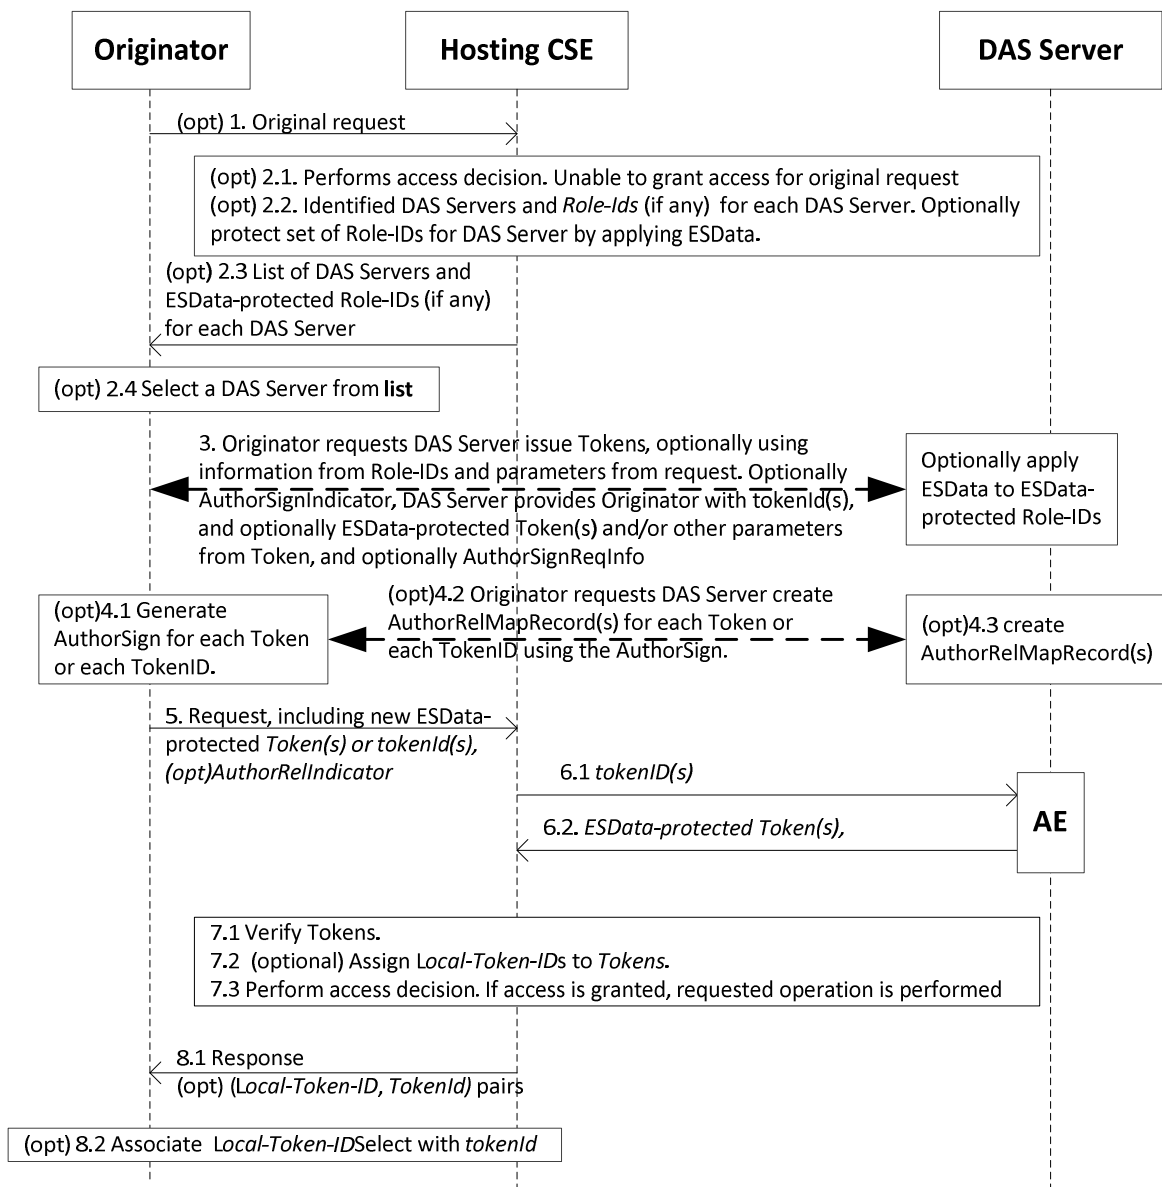 Originator
Hosting CSE
DAS Server
(opt) 1. Original request
(opt) 2.1. Performs access decision. Unable to grant access for original request
(opt) 2.2. Identified DAS Servers and Role-Ids (if any) for each DAS Server. Optionally
protect set of Role-IDs for DAS Server by applying ESData.
(opt) 2.3 List of DAS Servers and
ESData-protected Role-IDs (if any)
for each DAS Server
(opt) 2.4 Select a DAS Server from list
3. Originator requests DAS Server issue Tokens, optionally using
information from Role-IDs and parameters from request. Optionally
AuthorSignIndicator, DAS Server provides Originator with tokenId(s),
and optionally ESData-protected Token(s) and/or other parameters
from Token, and optionally AuthorSignReqInfo
Optionally apply
ESData to ESData-
protected Role-IDs
(opt)4.1 Generate
AuthorSign for each Token
or each TokenID.
(opt)4.2 Originator requests DAS Server create
AuthorRelMapRecord(s) for each Token or
each TokenID using the AuthorSign.
(opt)4.3 create
AuthorRelMapRecord(s)
5. Request, including new ESData-
protected Token(s) or tokenId(s),
(opt)AuthorRelIndicator
6.1 tokenID(s)
6.2. ESData-protected Token(s),
AE
7.1 Verify Tokens.
7.2 (optional) Assign Local-Token-IDs to Tokens.
7.3 Perform access decision. If access is granted, requested operation is performed
8.1 Response
(opt) (Local-Token-ID, TokenId) pairs
(opt) 8.2 Associate Local-Token-IDSelect with tokenId